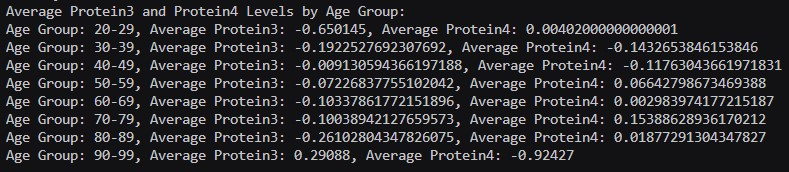 Average Protein3 and Protein4 Levels by Age Group:
Age Group: 20-29, Average Protein3: -0.650145, Average Protein4: 0.00402000000000001
Age Group: 30-39, Average Protein3: -0.1922527692307692, Average Protein4: -0.1432653846153846
Age Group: 40-49, Average Protein3: -0.009130594366197188, Average Protein4: -0.11763043661971831
Age Group: 50-59, Average Protein3: -0.07226837755102042, Average Protein4: 0.06642798673469388
Age Group: 60-69, Average Protein3: -0.10337861772151896, Average Protein4: 0.002983974177215187
Age Group: 70-79, Average Protein3: -0.10038942127659573, Average Protein4: 0.15388628936170212
Age Group: 80-89, Average Protein3: -0.26102804347826075, Average Protein4: 0.01877291304347827
Age Group: 90-99, Average Protein3: 0.29088, Average Protein4: -0.92427